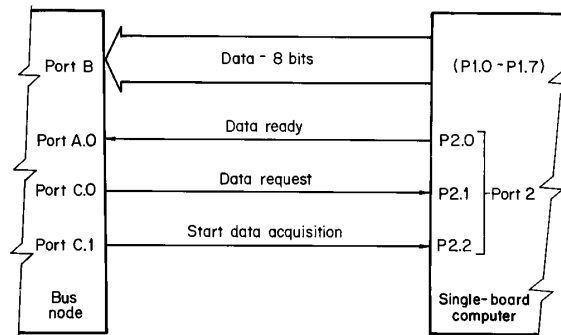 Port B
Data - 8 bits
(P1.0 - P1.7)
Port A.0
Data ready
P2.0
Port C.0
Data request
P2.1
Port 2
Port C.1
Start data acquisition
P2.2
Bus
node
Single-board
computer